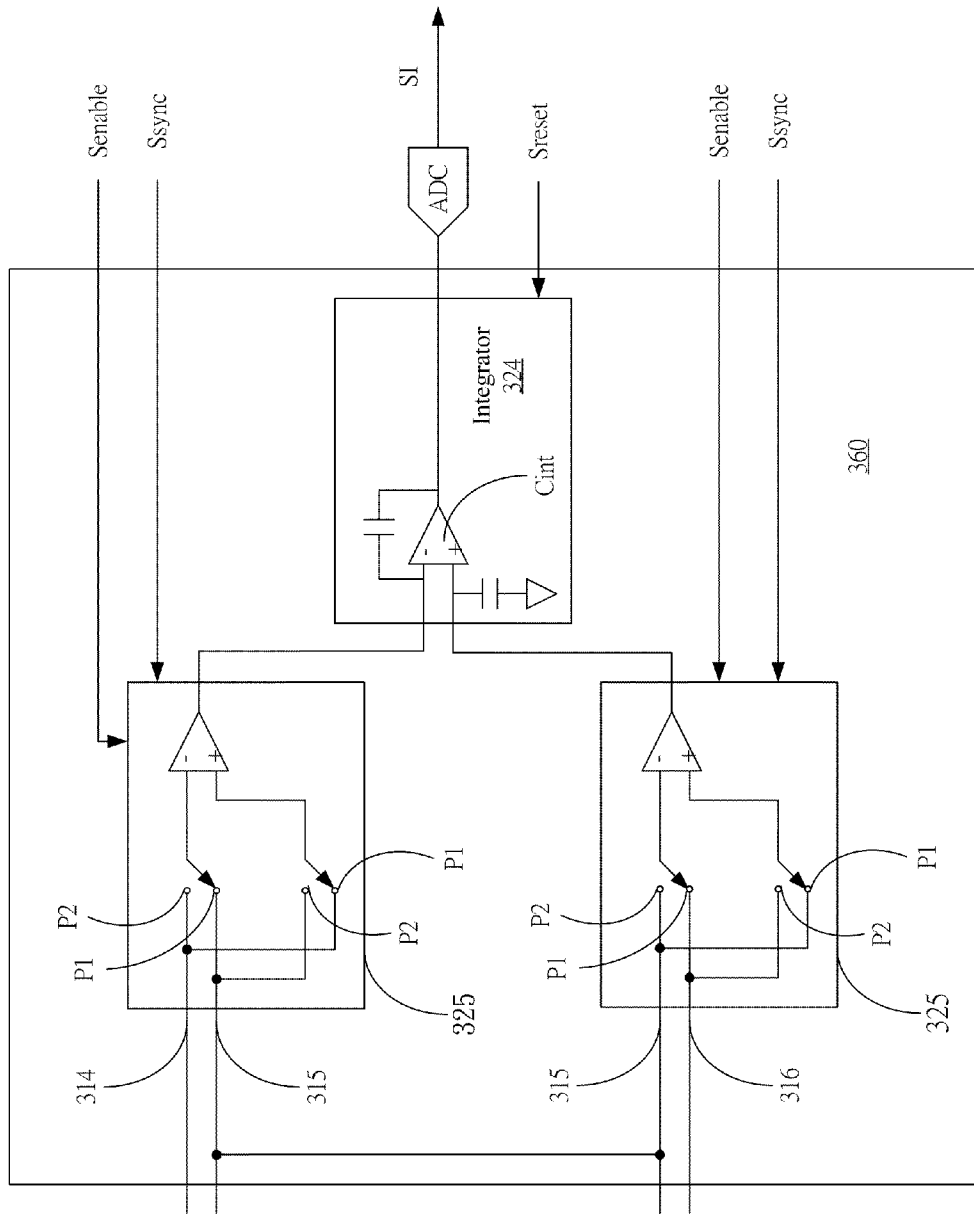 Senable
Ssync
SI
ADC
Sreset
Integrator
324
Cint
-
+
-
+
P2
P1
P2
P1
325
314
315
Senable
Ssync
360
-
+
P2
P1
P2
P1
325
315
316